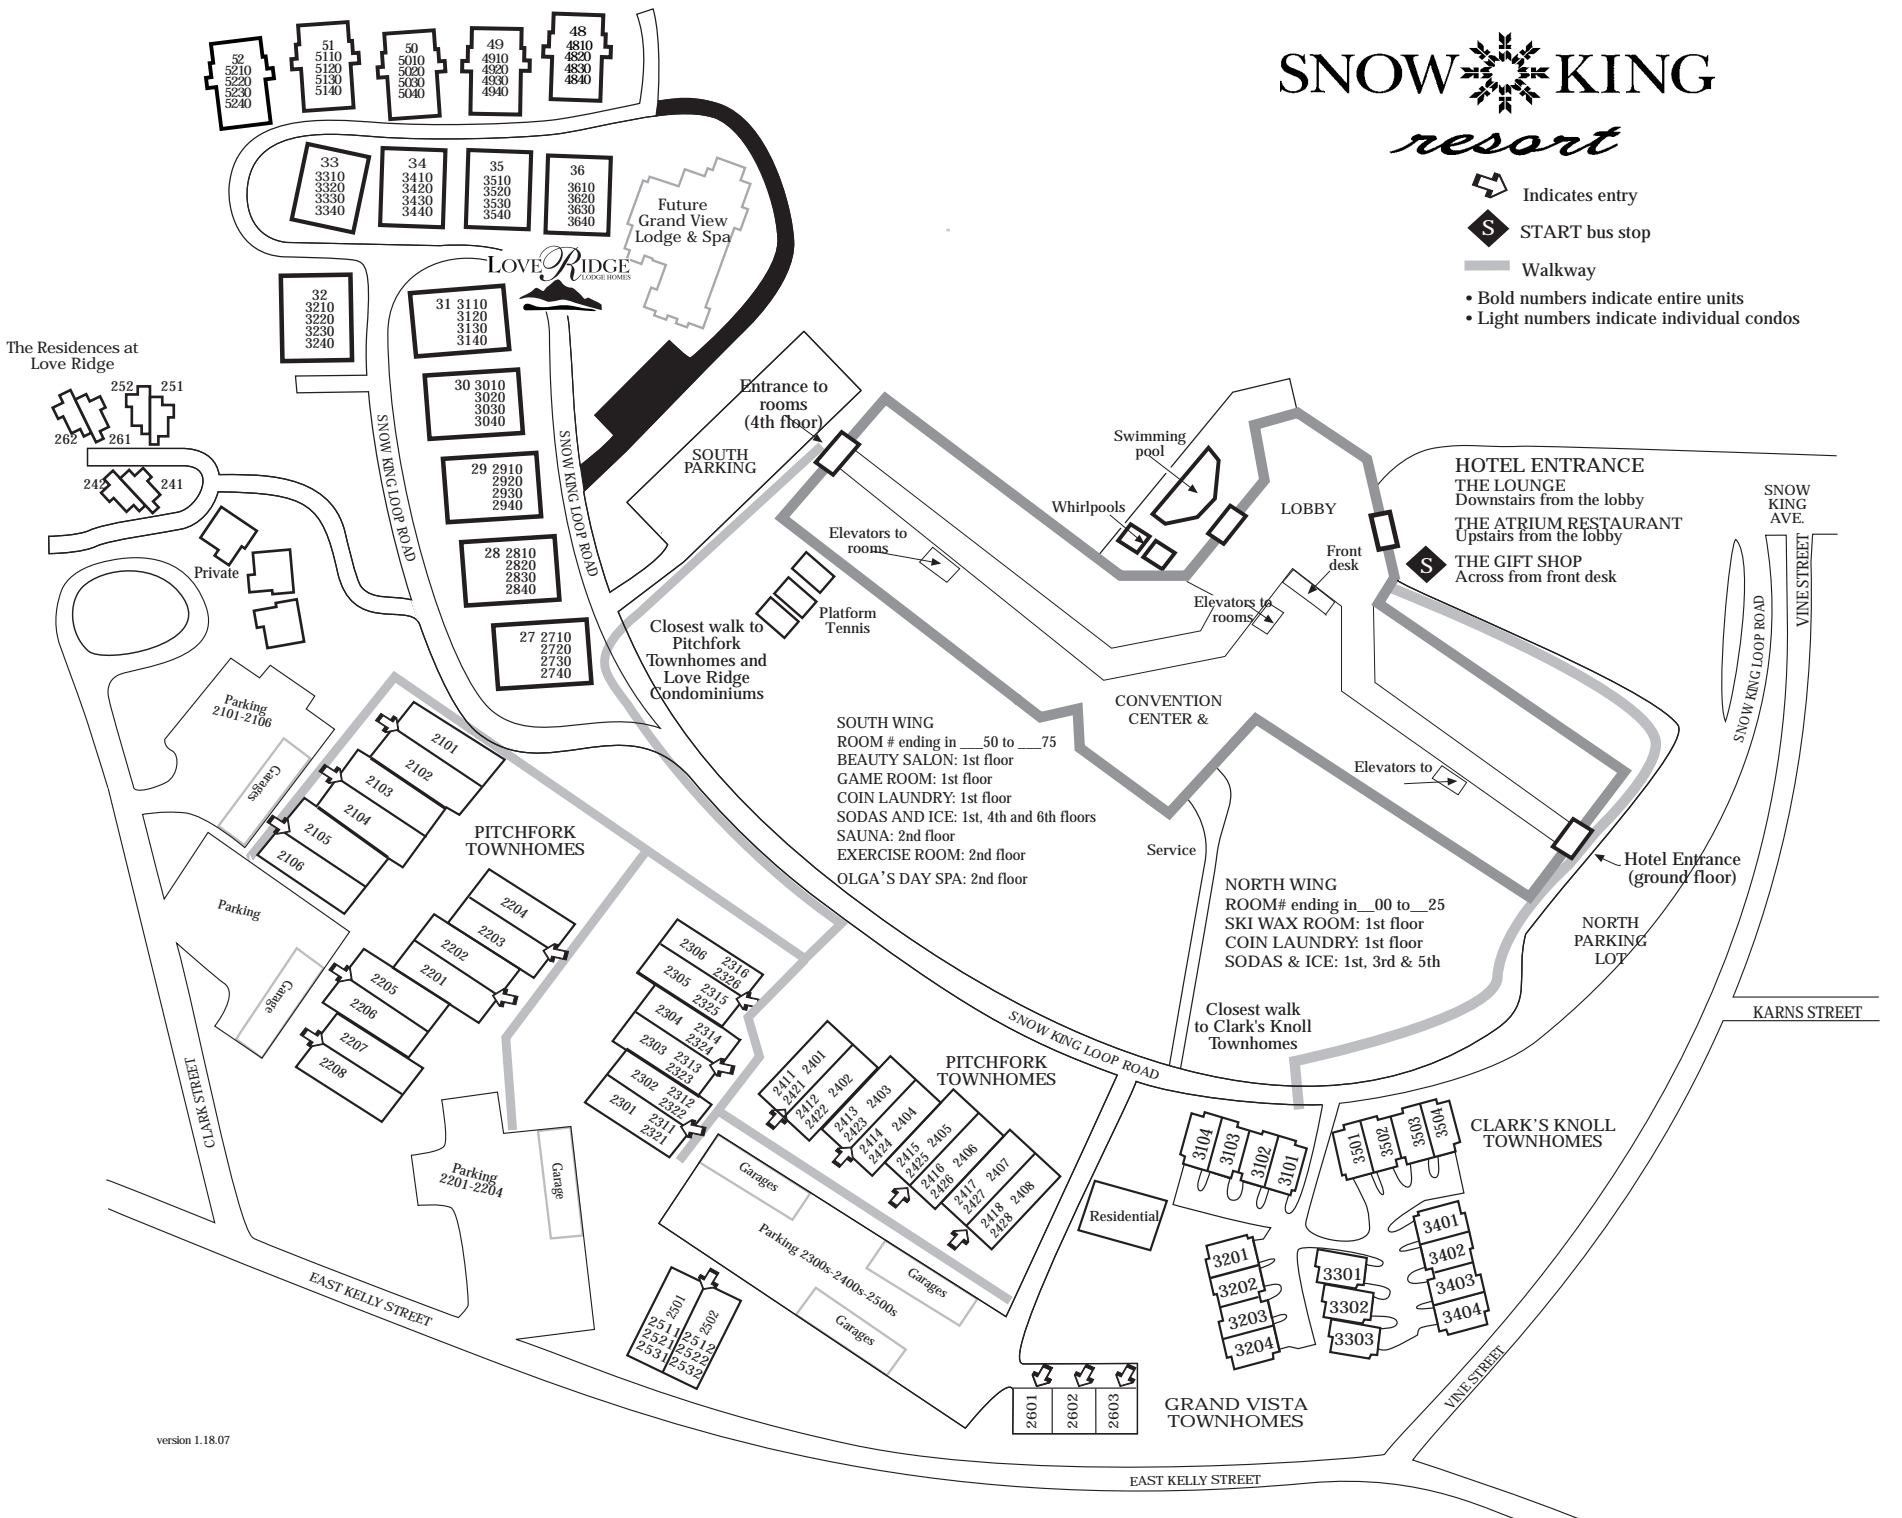 SNOW KING
resort
Indicates entry
S
START bus stop
Walkway
• Bold numbers indicate entire units
• Light numbers indicate individual condos
52
5210
5220
5230
5240
51
5110
5120
5130
5140
50
5010
5020
5030
5040
49
4910
4920
4930
4940
48
4810
4820
4830
4840
33
3310
3320
3330
3340
34
3410
3420
3430
3440
35
3510
3520
3530
3540
36
3610
3620
3630
3640
Future
Grand View
Lodge & Spa
LOVE RIDGE
LODGE HOMES
32
3210
3220
3230
3240
31 3110
3120
3130
3140
30 3010
3020
3030
3040
29 2910
2920
2930
2940
28 2810
2820
2830
2840
27 2710
2720
2730
2740
The Residences at
Love Ridge
252
251
262
261
242
241
Private
SNOW KING LOOP ROAD
SNOW KING LOOP ROAD
SOUTH
PARKING
Entrance to
rooms
(4th floor)
Swimming
pool
Whirlpools
LOBBY
Elevators to
rooms
Front
desk
Elevators to
rooms
Platform
Tennis
Closest walk to
Pitchfork
Townhomes and
Love Ridge
Condominiums
CONVENTION
CENTER &
Elevators to
HOTEL ENTRANCE
THE LOUNGE
Downstairs from the lobby
THE ATRIUM RESTAURANT
Upstairs from the lobby
S
THE GIFT SHOP
Across from front desk
SNOW
KING
AVE.
VINE STREET
SNOW KING LOOP ROAD
SOUTH WING
ROOM # ending in ___50 to ___75
BEAUTY SALON: 1st floor
GAME ROOM: 1st floor
COIN LAUNDRY: 1st floor
SODAS AND ICE: 1st, 4th and 6th floors
SAUNA: 2nd floor
EXERCISE ROOM: 2nd floor
OLGA'S DAY SPA: 2nd floor
Service
NORTH WING
ROOM# ending in__00 to__25
SKI WAX ROOM: 1st floor
COIN LAUNDRY: 1st floor
SODAS & ICE: 1st, 3rd & 5th
Hotel Entrance
(ground floor)
NORTH
PARKING
LOT
KARNS STREET
Closest walk
to Clark's Knoll
Townhomes
Parking
2101-2106
Garages
2101
2102
2103
2104
2105
2106
PITCHFORK
TOWNHOMES
Parking
Garage
2204
2203
2202
2201
2205
2206
2207
2208
CLARK STREET
Parking
2201-2204
Garage
2306 2316
2326
2305 2315
2325
2304 2314
2324
2303 2313
2323
2302 2312
2322
2301 2311
2321
SNOW KING LOOP ROAD
PITCHFORK
TOWNHOMES
2411 2401
2421
2412 2402
2422
2413 2403
2423
2414 2404
2424
2415 2405
2425
2416 2406
2426
2417 2407
2427
2418 2408
2428
Garages
Parking 2300s-2400s-2500s
Garages
Garages
2501
2511
2521
2531
2502
2512
2522
2532
Residential
3104
3103
3102
3101
3501
3502
3503
3504
CLARK'S KNOLL
TOWNHOMES
3201
3202
3203
3204
3301
3302
3303
3401
3402
3403
3404
2601
2602
2603
GRAND VISTA
TOWNHOMES
VINE STREET
EAST KELLY STREET
EAST KELLY STREET
version 1.18.07